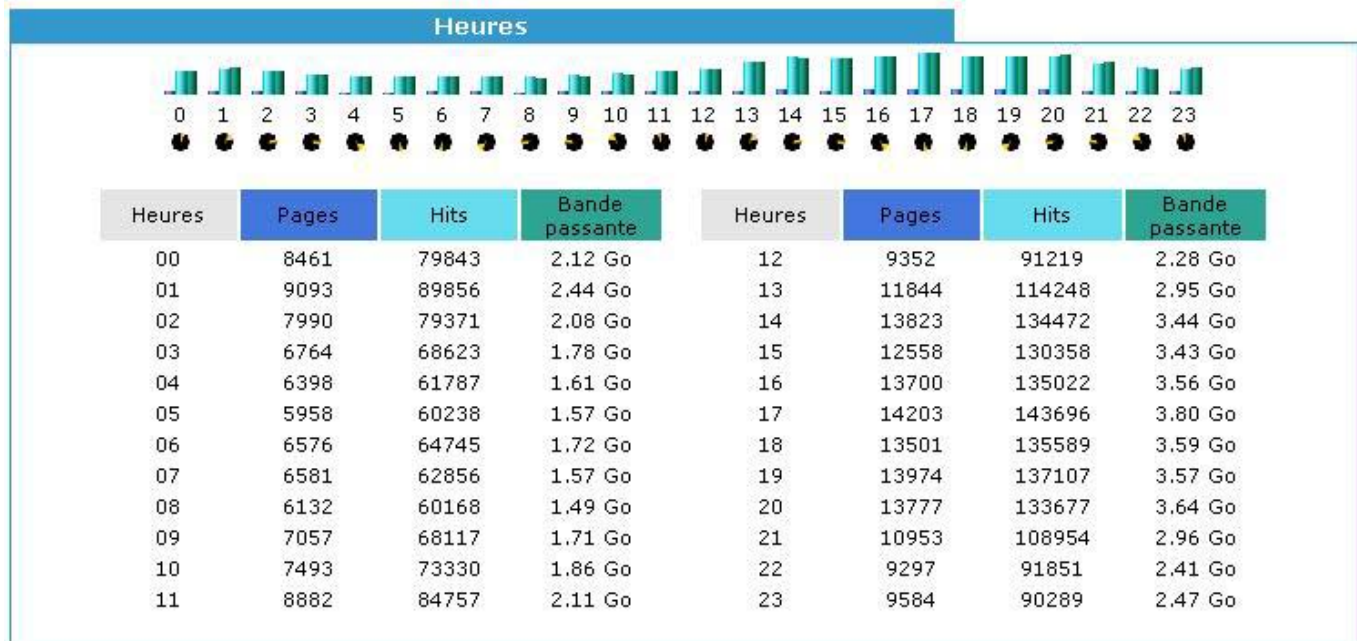 Heures
0 1 2 3 4 5 6 7 8 9 10 11 12 13 14 15 16 17 18 19 20 21 22 23
Heures Pages Hits Bande passante Heures Pages Hits Bande passante
00 8461 79843 2.12 Go 12 9352 91219 2.28 Go
01 9093 89856 2.44 Go 13 11844 114248 2.95 Go
02 7990 79371 2.08 Go 14 13823 134472 3.44 Go
03 6764 68623 1.78 Go 15 12558 130358 3.43 Go
04 6398 61787 1.61 Go 16 13700 135022 3.56 Go
05 5958 60238 1.57 Go 17 14203 143696 3.80 Go
06 6576 64745 1.72 Go 18 13501 135589 3.59 Go
07 6581 62856 1.57 Go 19 13974 137107 3.57 Go
08 6132 60168 1.49 Go 20 13777 133677 3.64 Go
09 7057 68117 1.71 Go 21 10953 108954 2.96 Go
10 7493 73330 1.86 Go 22 9297 91851 2.41 Go
11 8882 84757 2.11 Go 23 9584 90289 2.47 Go